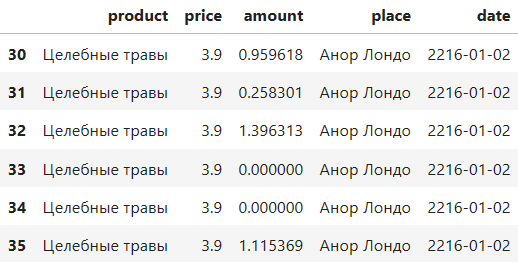 product price amount place date
30 Целебные травы 3.9 0.959618 Анор Лондо 2216-01-02
31 Целебные травы 3.9 0.258301 Анор Лондо 2216-01-02
32 Целебные травы 3.9 1.396313 Анор Лондо 2216-01-02
33 Целебные травы 3.9 0.000000 Анор Лондо 2216-01-02
34 Целебные травы 3.9 0.000000 Анор Лондо 2216-01-02
35 Целебные травы 3.9 1.115369 Анор Лондо 2216-01-02